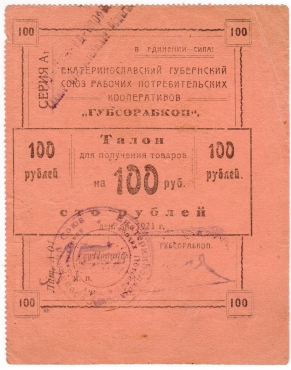 100 100
СЕРИЯ А.
В ЕДИНЕНИИ СИЛА!
ЕКАТЕРИНОСЛАВСКИЙ ГУБЕРНСКИЙ
СОЮЗ РАБОЧИХ ПОТРЕБИТЕЛЬСКИХ
КООПЕРАТИВОВ
„ГУБСОРАБКОП".
Талон
для получения товаров
100 рублей.
на 100 руб.
100 рублей.
сто рублей
1921 г.
ГУБСОРАБКОП.
100 100